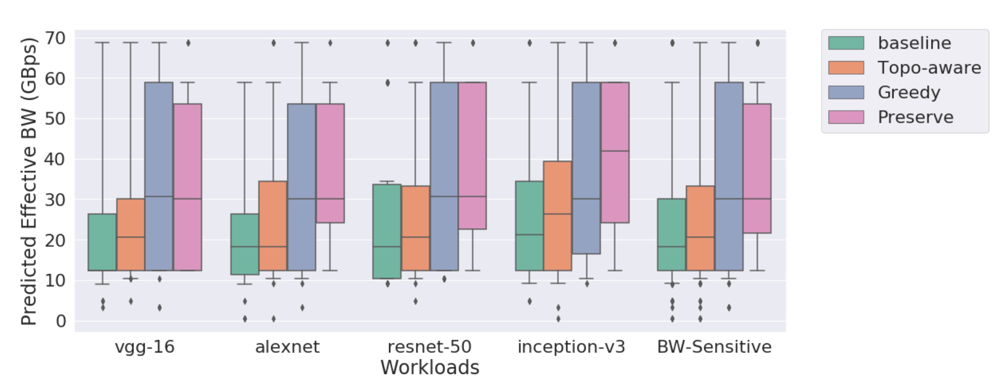 Predicted Effective BW (GBps)
70
60
50
40
30
20
10
0
vgg-16 alexnet resnet-50 inception-v3 BW-Sensitive
Workloads
baseline
Topo-aware
Greedy
Preserve